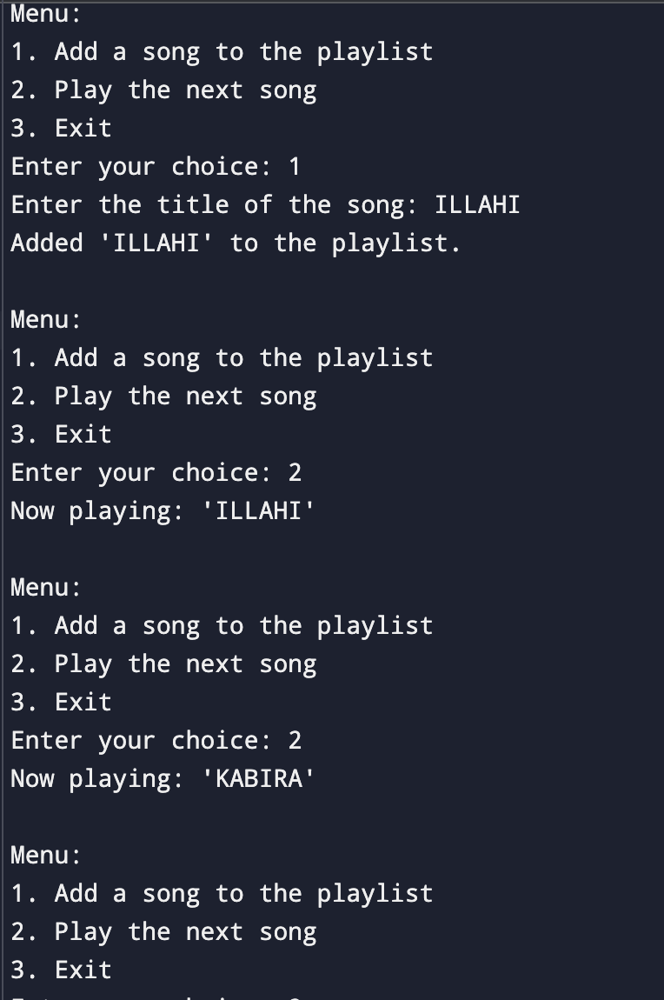 Menu:
1. Add a song to the playlist
2. Play the next song
3. Exit
Enter your choice: 1
Enter the title of the song: ILLAHI
Added 'ILLAHI' to the playlist.

Menu:
1. Add a song to the playlist
2. Play the next song
3. Exit
Enter your choice: 2
Now playing: 'ILLAHI'

Menu:
1. Add a song to the playlist
2. Play the next song
3. Exit
Enter your choice: 2
Now playing: 'KABIRA'

Menu:
1. Add a song to the playlist
2. Play the next song
3. Exit